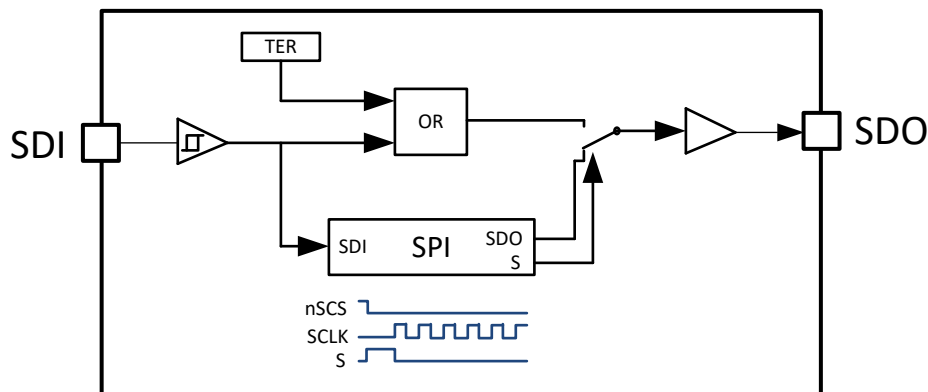 TER
OR
SDI
SDO
SDI
SPI
SDO
S
nSCS
SCLK
S